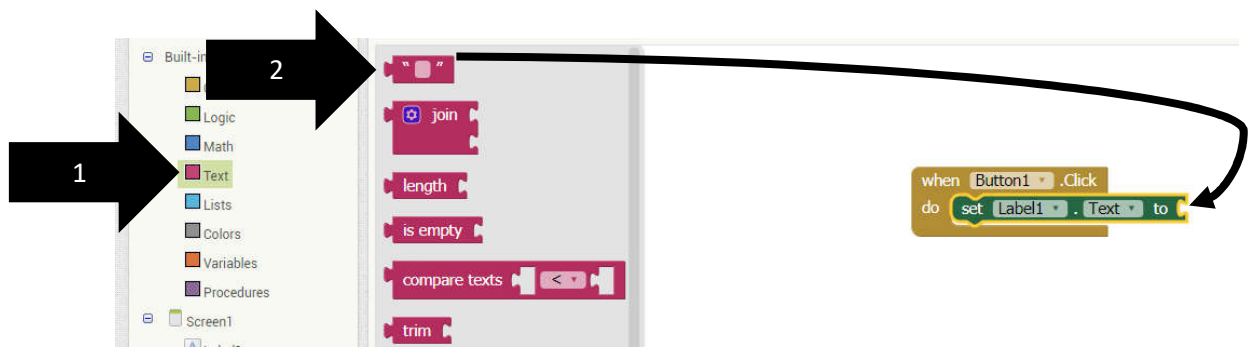 Built-in
Logic
Math
Text
Lists
Colors
Variables
Procedures
Screen1
1
2
" "
join
length
is empty
compare texts <
trim
when Button1 .Click
do set Label1 . Text to